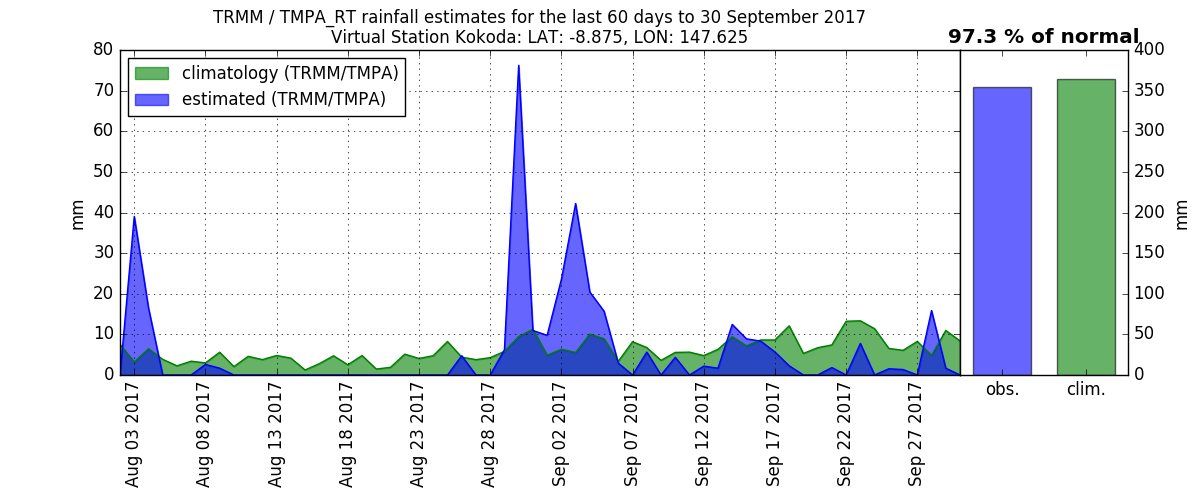 TRMM / TMPA_RT rainfall estimates for the last 60 days to 30 September 2017
Virtual Station Kokoda: LAT: -8.875, LON: 147.625
97.3 % of normal
climatology (TRMM/TMPA)
estimated (TRMM/TMPA)
mm
80
70
60
50
40
30
20
10
0
Aug 03 2017
Aug 08 2017
Aug 13 2017
Aug 18 2017
Aug 23 2017
Aug 28 2017
Sep 02 2017
Sep 07 2017
Sep 12 2017
Sep 17 2017
Sep 22 2017
Sep 27 2017
obs.
clim.
400
350
300
250
200
150
100
50
0
mm